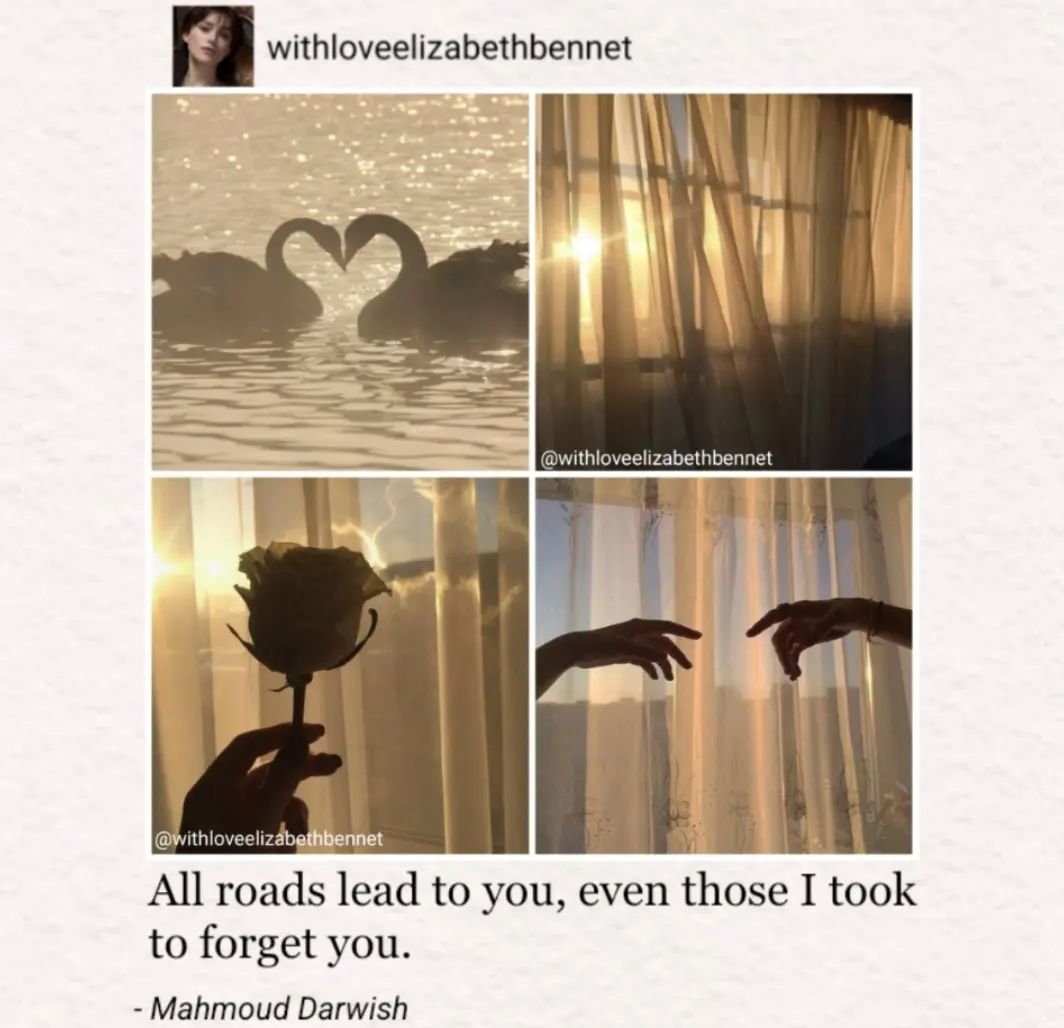 withloveelizabethbennet
@withloveelizabethbennet
@withloveelizabethbennet
All roads lead to you, even those I took
to forget you.
- Mahmoud Darwish